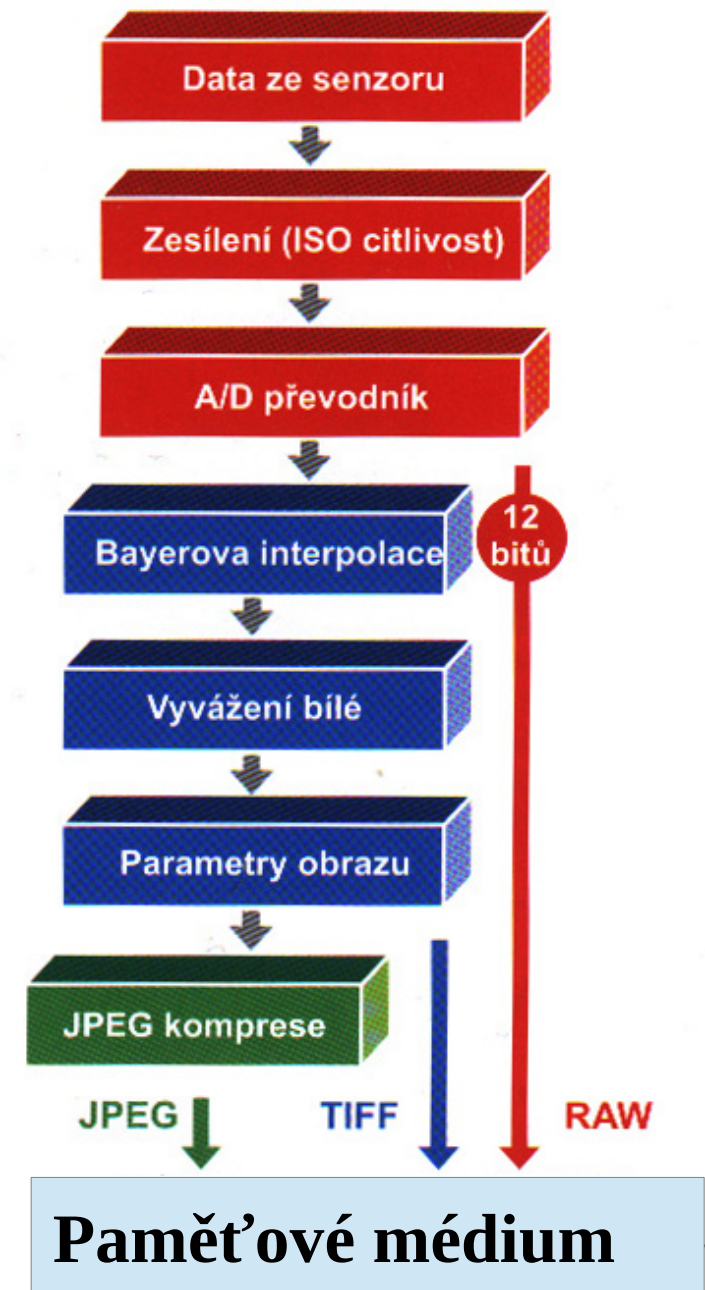 Data ze senzoru
Zesílení (ISO citlivost)
A/D převodník
Bayerova interpolace
12
bitů
Vyvážení bílé
Parametry obrazu
JPEG komprese
JPEG
TIFF
RAW
Paměťové médium